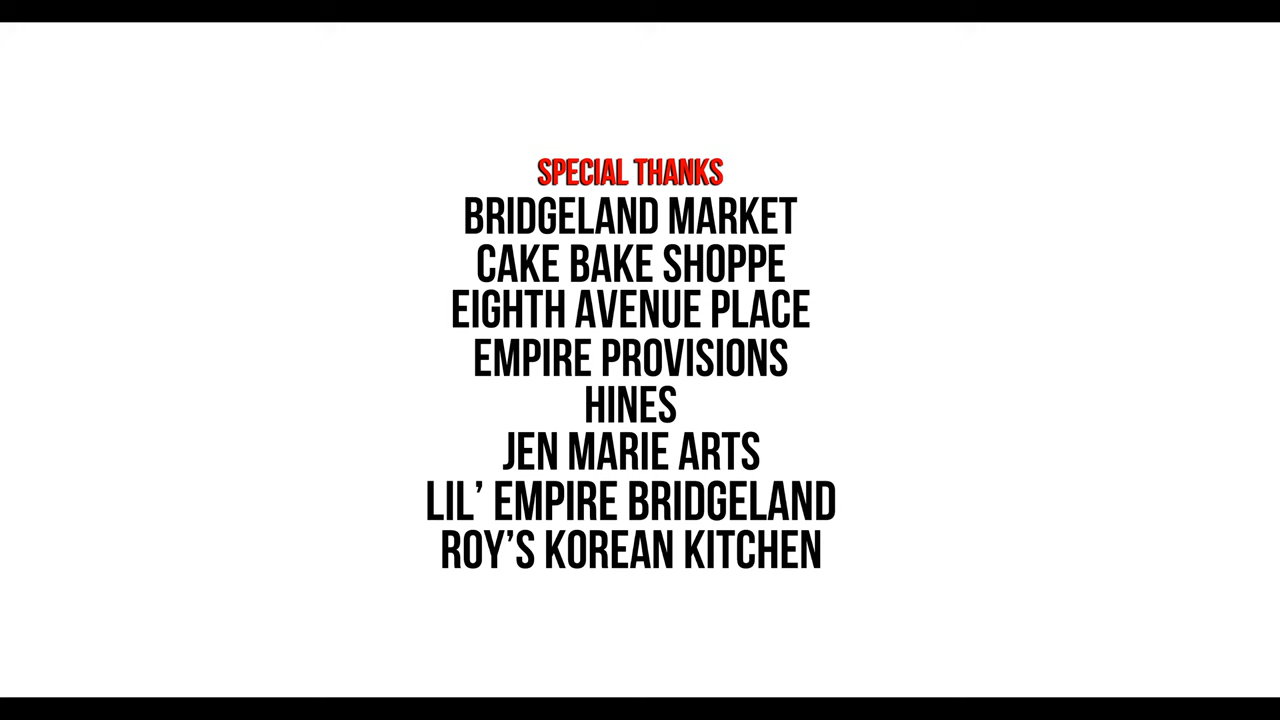 SPECIAL THANKS
BRIDGELAND MARKET
CAKE BAKE SHOPPE
EIGHTH AVENUE PLACE
EMPIRE PROVISIONS
HINES
JEN MARIE ARTS
LIL’ EMPIRE BRIDGELAND
ROY’S KOREAN KITCHEN